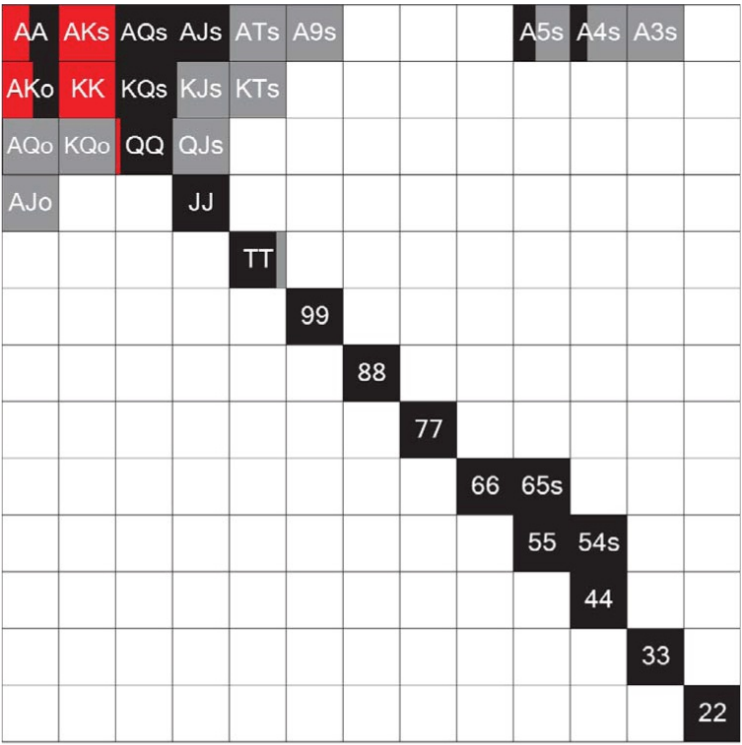 AA AKs AQs AJs ATs A9s A5s A4s A3s
AKo KK KQs KJs KTs
AQo KQo QQ QJs
AJo JJ
TT
99
88
77
66 65s
55 54s
44
33
22